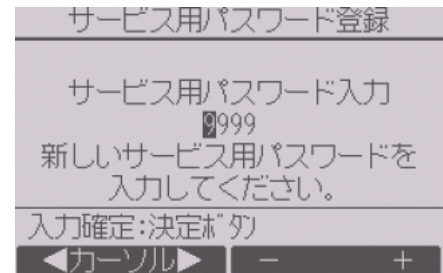 サービス用パスワード登録
サービス用パスワード入力
9999
新しいサービス用パスワードを
入力してください。
入力確定:決定ボタン
◀カーソル▶ － ＋